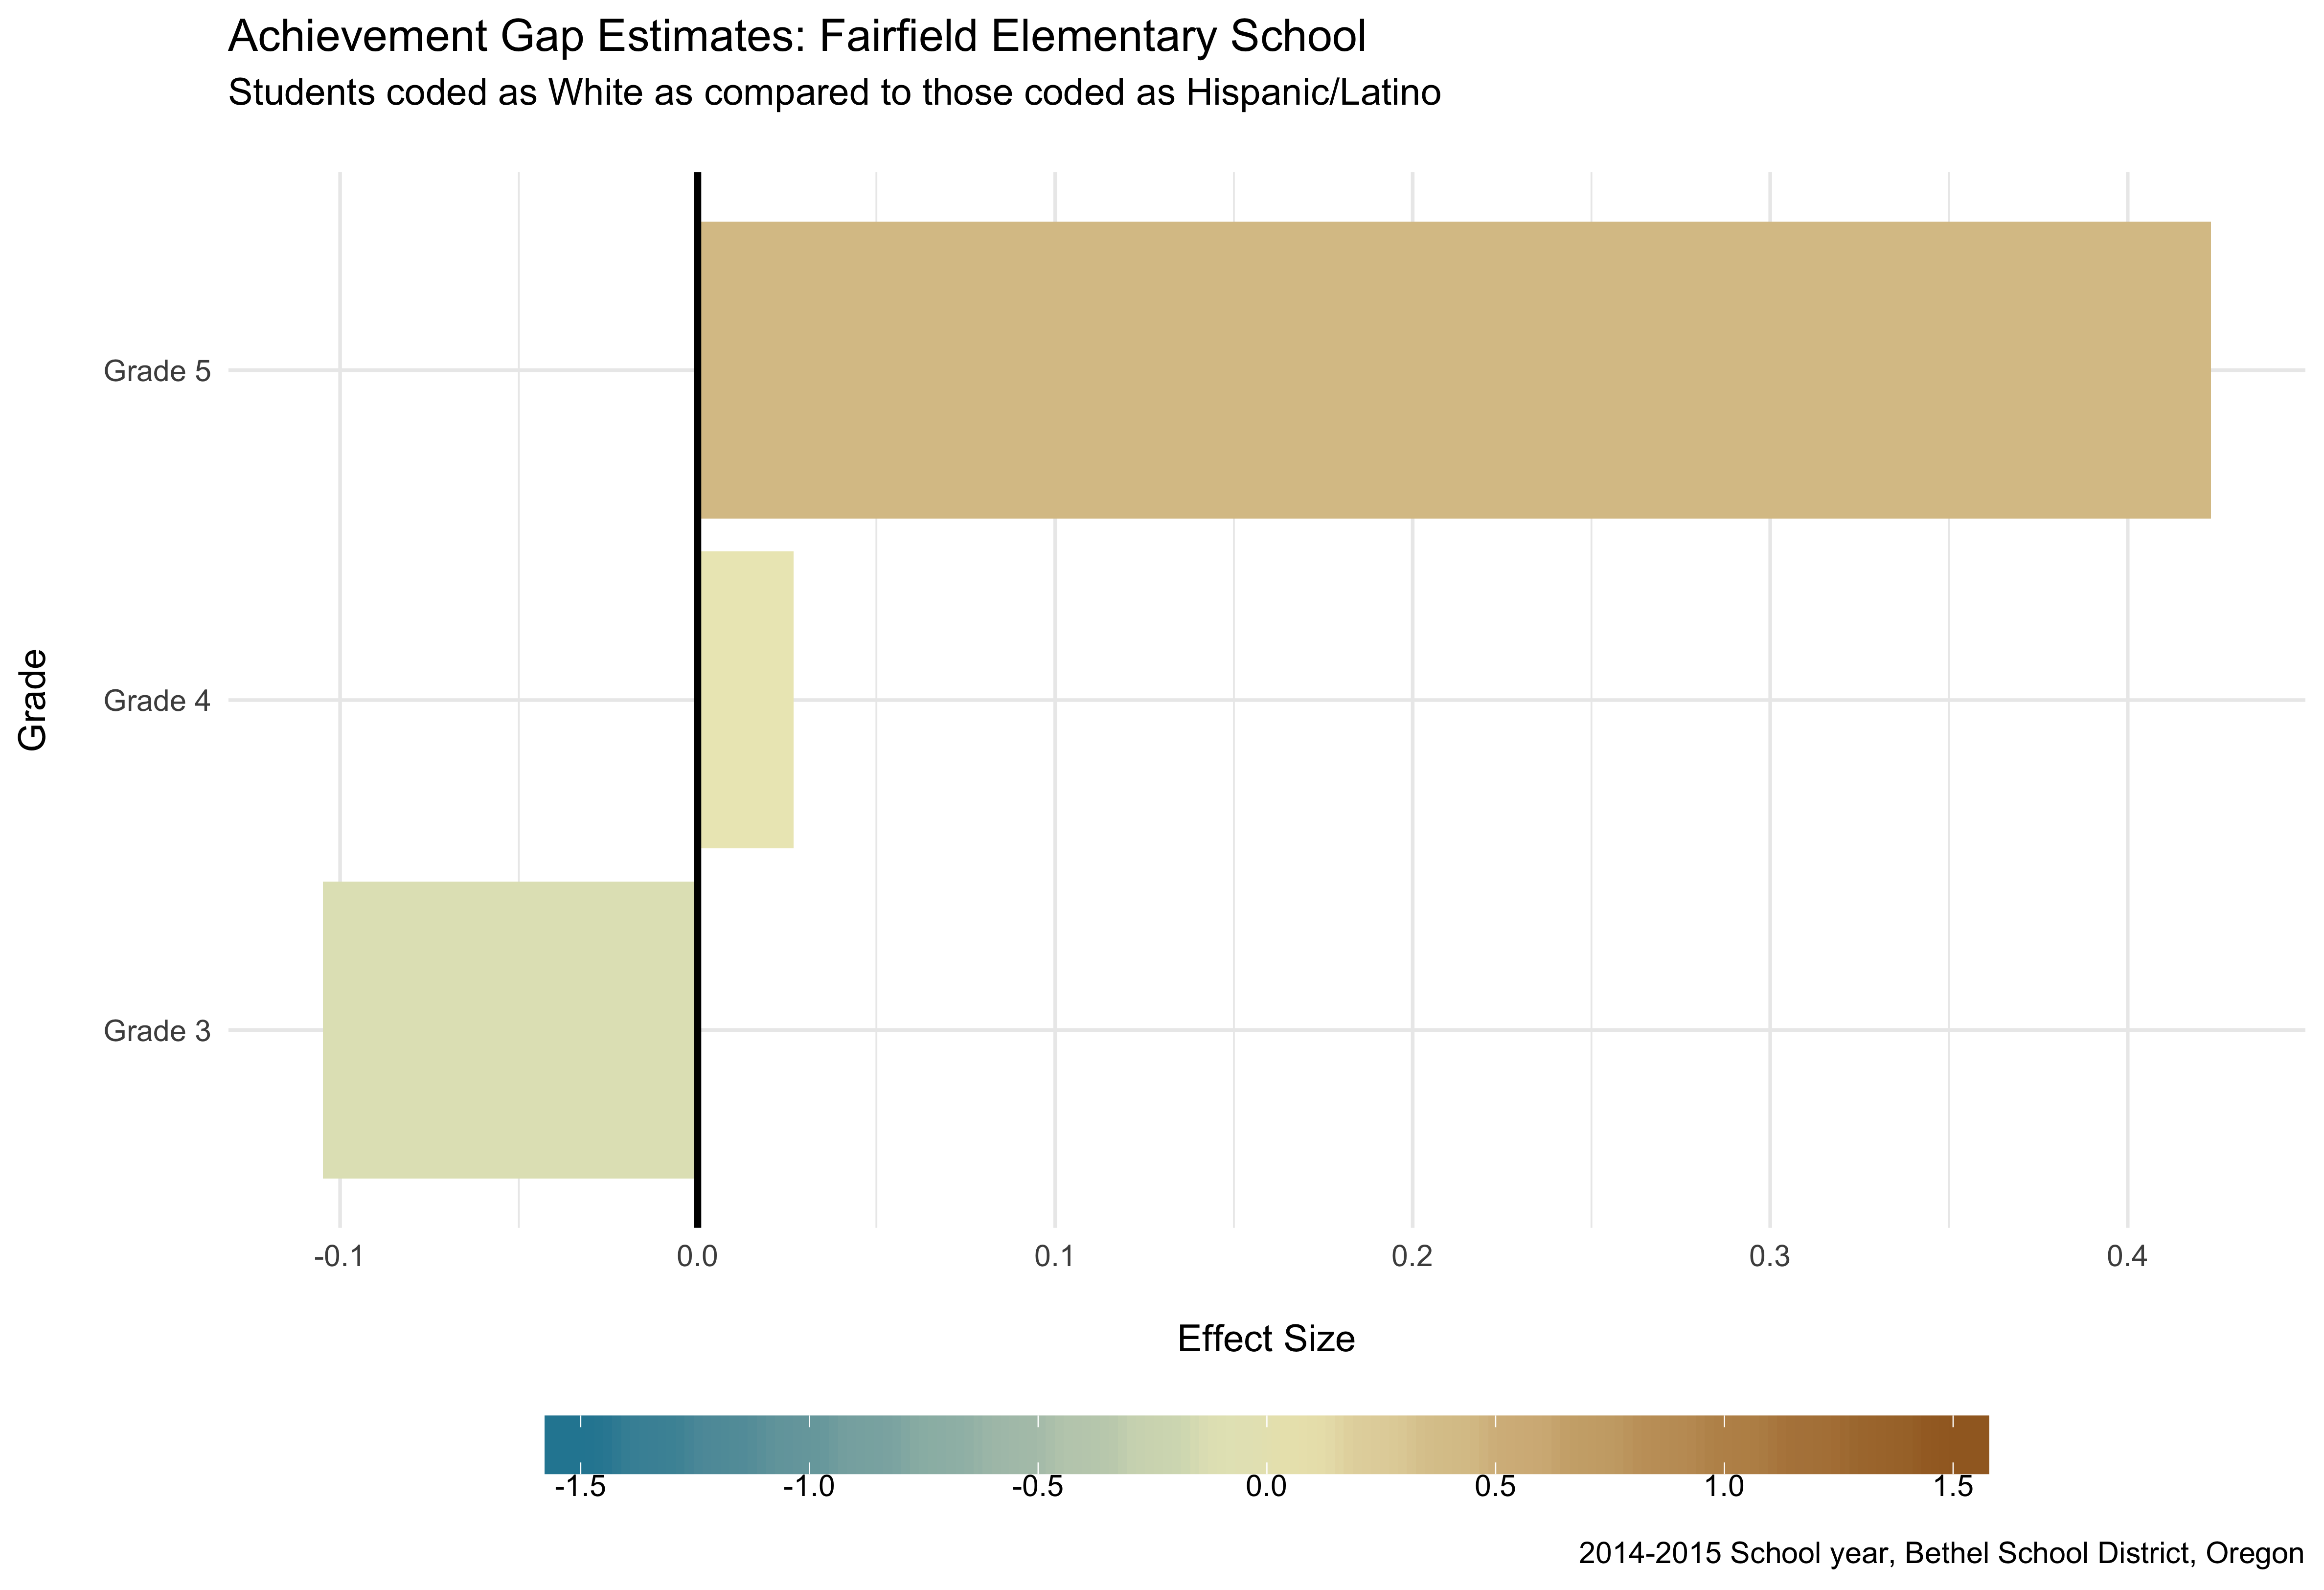 Achievement Gap Estimates: Fairfield Elementary School
Students coded as White as compared to those coded as Hispanic/Latino
Grade
Grade 5
Grade 4
Grade 3
-0.1 0.0 0.1 0.2 0.3 0.4
Effect Size
-1.5 -1.0 -0.5 0.0 0.5 1.0 1.5
2014-2015 School year, Bethel School District, Oregon